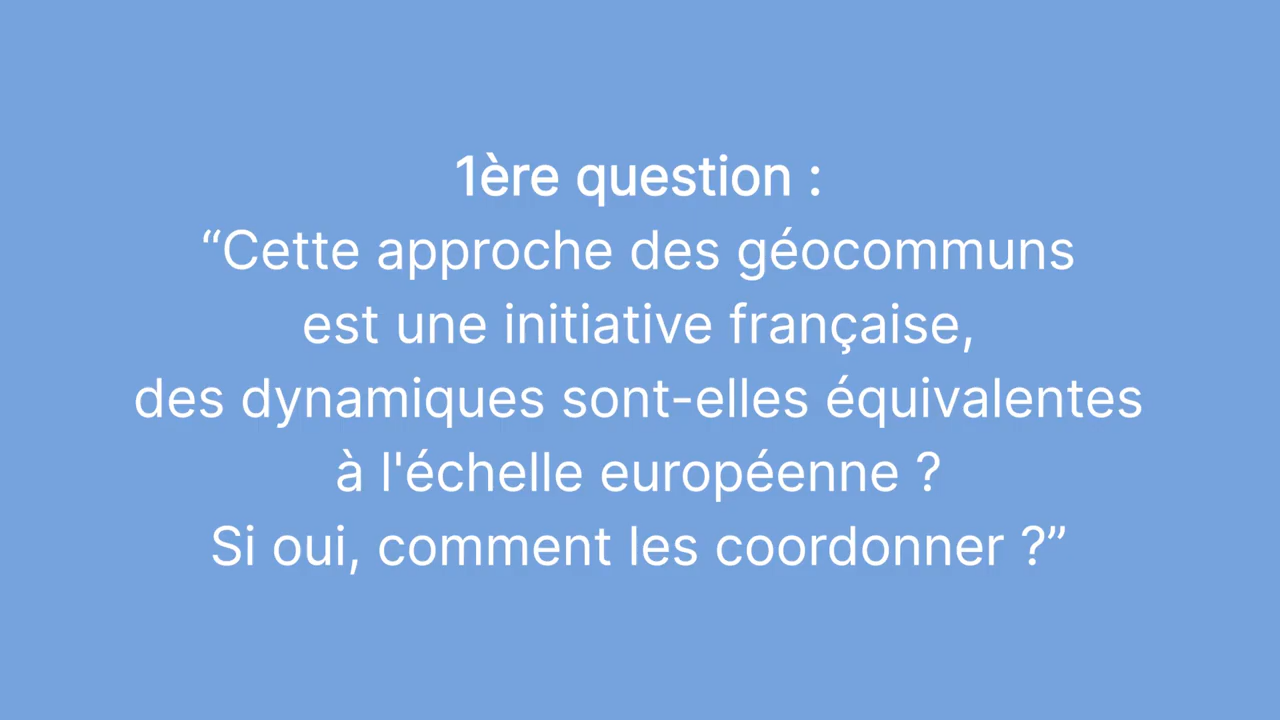 1ère question :
“Cette approche des géocommuns
est une initiative française,
des dynamiques sont-elles équivalentes
à l'échelle européenne ?
Si oui, comment les coordonner ?”